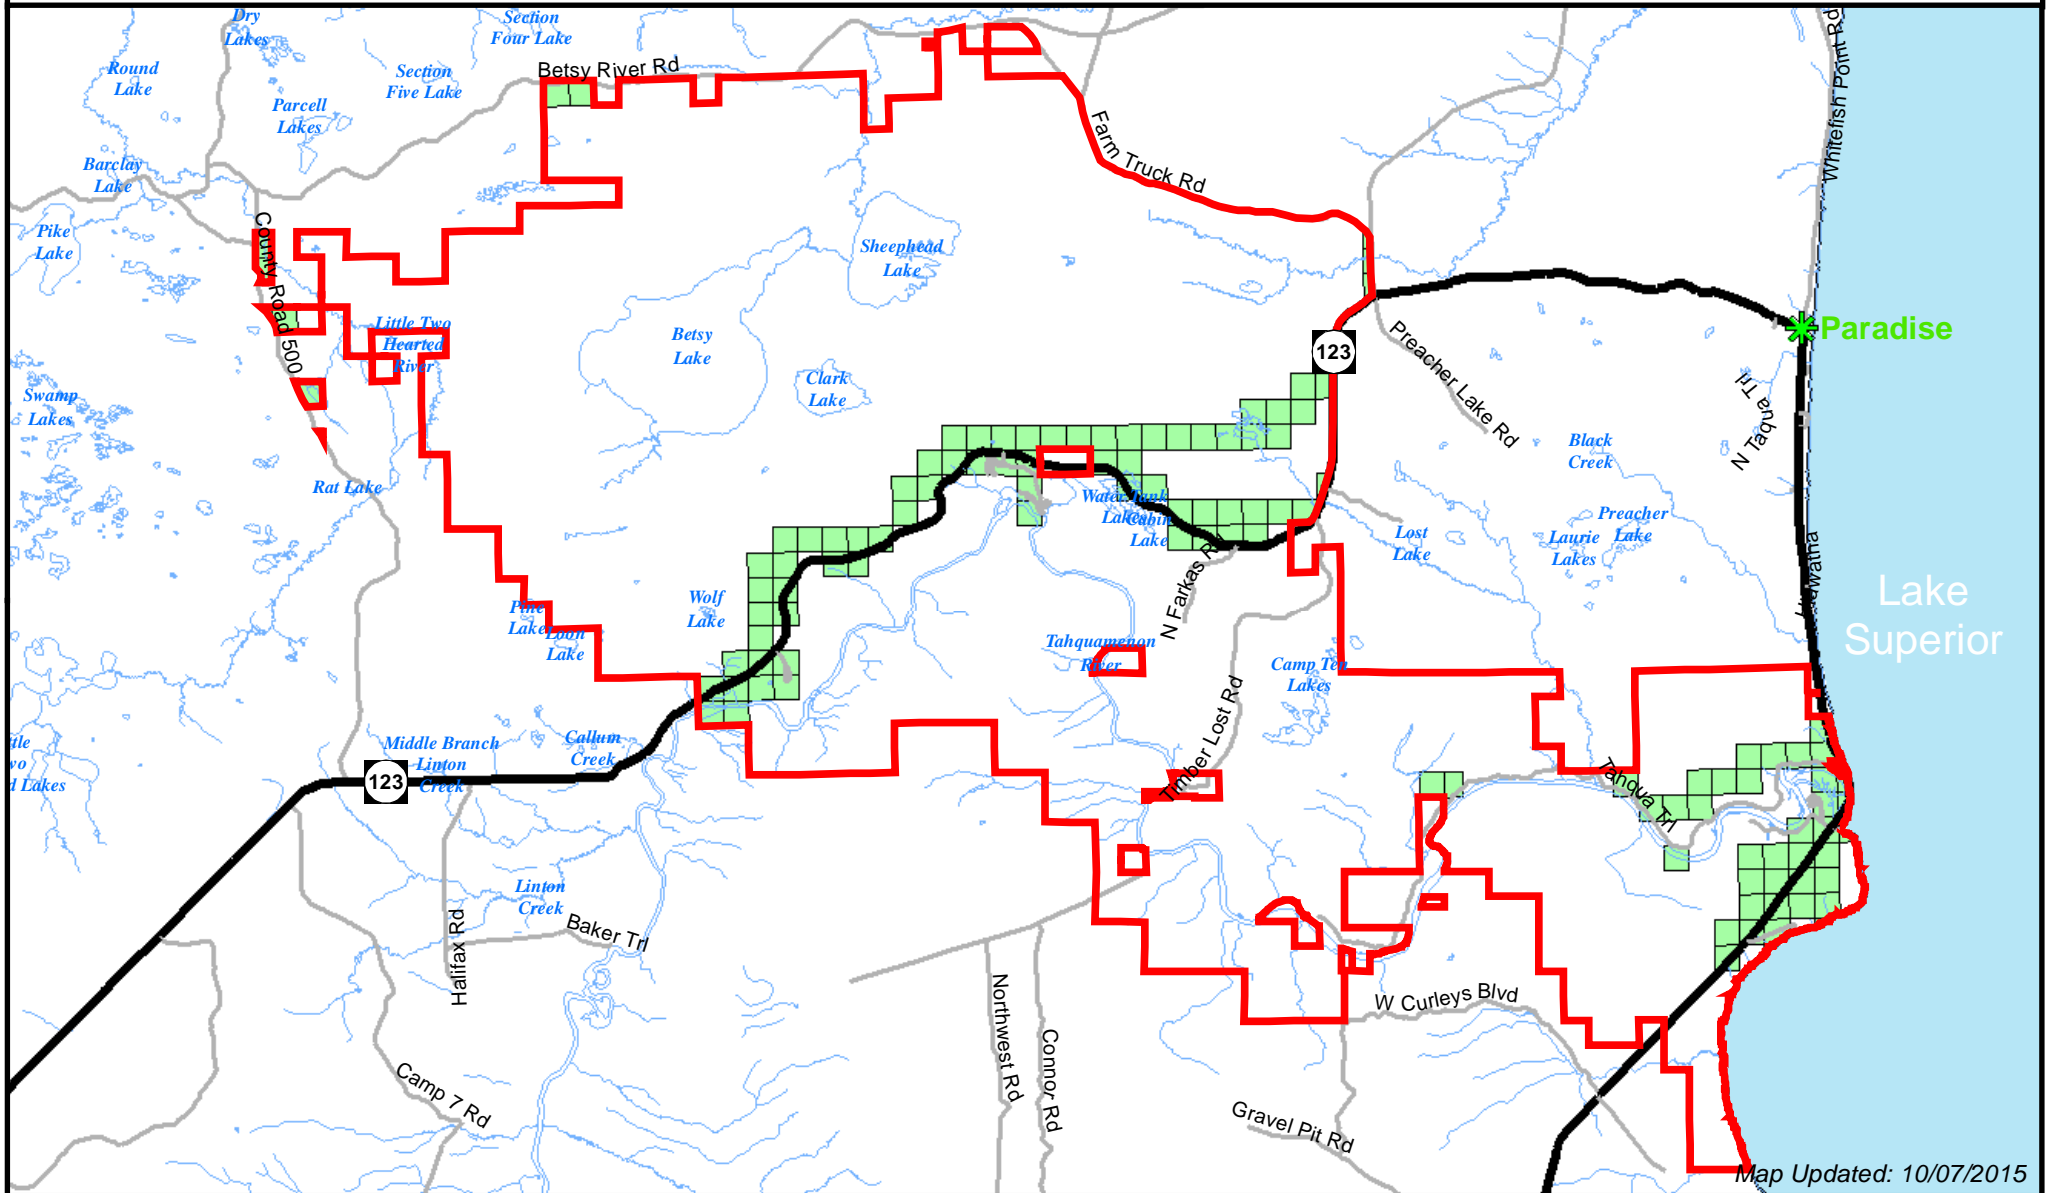 Dry
Lakes
Section
Four Lake
Round
Lake
Section
Five Lake
Betsy River Rd
Parcell
Lakes
Whitefish Point Rd
Farm Truck Rd
Barclay
Lake
Pike
Lake
County Road 500
Sheephead
Lake
Little Two
Hearted
River
Betsy
Lake
Clark
Lake
123
Preacher Lake Rd
Paradise
N Taqhua Trl
Swamp
Lakes
Black
Creek
Rat Lake
Water Tank
Lakes
Cabin
Lake
Lost
Lake
Preacher
Lake
Laurie
Lakes
Hiawatha
Lake
Superior
N Farkas Rd
Pine
Lake
Loon
Lake
Wolf
Lake
Tahquamenon
River
Camp Ten
Lakes
Timber Lost Rd
Middle Branch
Linton
Creek
Callum
Creek
123
d Lakes
Tahqua Trl
Linton
Creek
Halifax Rd
Baker Trl
Northwest Rd
Connor Rd
W Curleys Blvd
Camp 7 Rd
Gravel Pit Rd
Map Updated: 10/07/2015